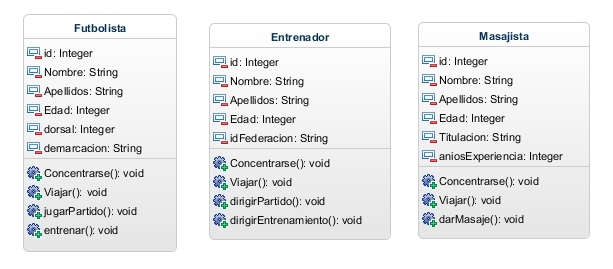 Futbolista
id: Integer
Nombre: String
Apellidos: String
Edad: Integer
dorsal: Integer
demarcacion: String
Concentrarse(): void
Viajar(): void
jugarPartido(): void
entrenar(): void
Entrenador
id: Integer
Nombre: String
Apellidos: String
Edad: Integer
idFederacion: String
Concentrarse(): void
Viajar(): void
dirigirPartido(): void
dirigirEntrenamiento(): void
Masajista
id: Integer
Nombre: String
Apellidos: String
Edad: Integer
Titulacion: String
aniosExperiencia: Integer
Concentrarse(): void
Viajar(): void
darMasaje(): void